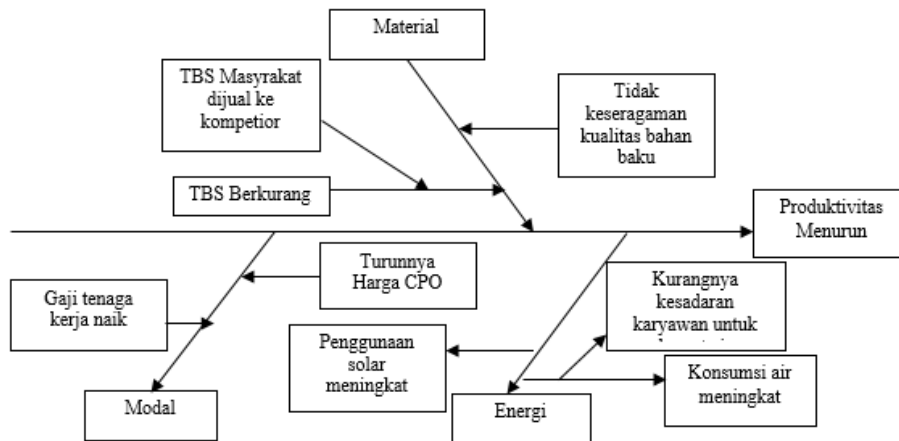 Material
TBS Masyrakat
dijual ke
kompetior
Tidak
keseragaman
kualitas bahan
baku
TBS Berkurang
Produktivitas
Menurun
Turunnya
Harga CPO
Gaji tenaga
kerja naik
Kurangnya
kesadaran
karyawan untuk
Penggunaan
solar
meningkat
Konsumsi air
meningkat
Modal
Energi